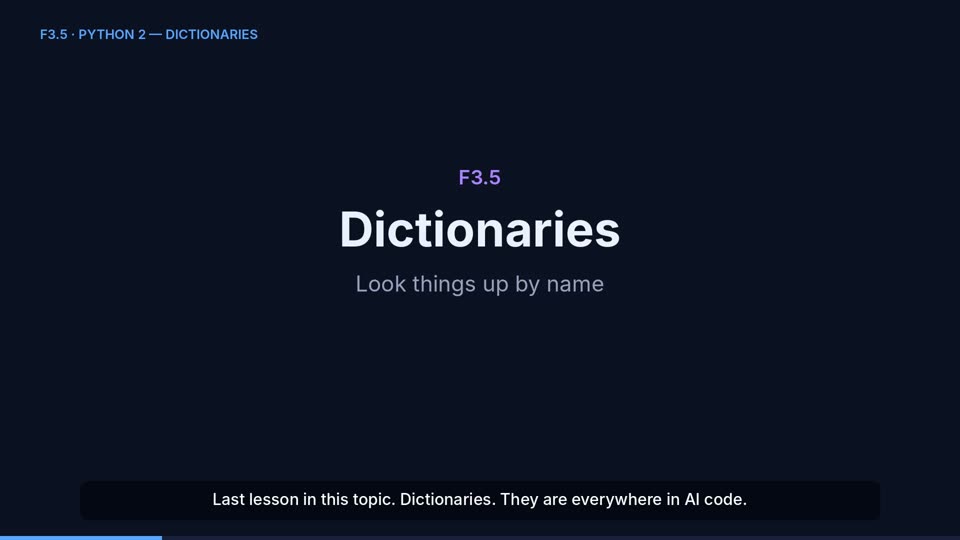 F3.5 · PYTHON 2 — DICTIONARIES
F3.5
Dictionaries
Look things up by name
Last lesson in this topic. Dictionaries. They are everywhere in AI code.